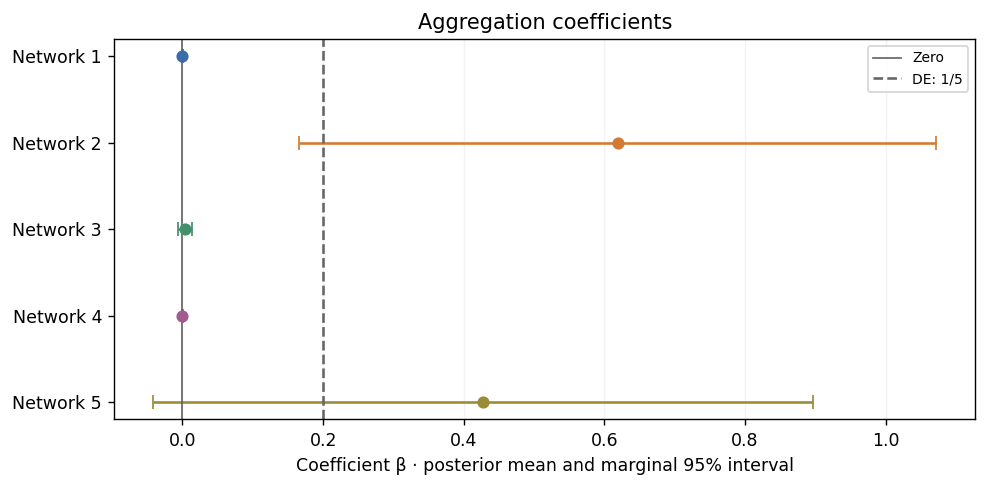 Aggregation coefficients
Network 1
Network 2
Network 3
Network 4
Network 5
Zero
DE: 1/5
0.0 0.2 0.4 0.6 0.8 1.0
Coefficient β · posterior mean and marginal 95% interval